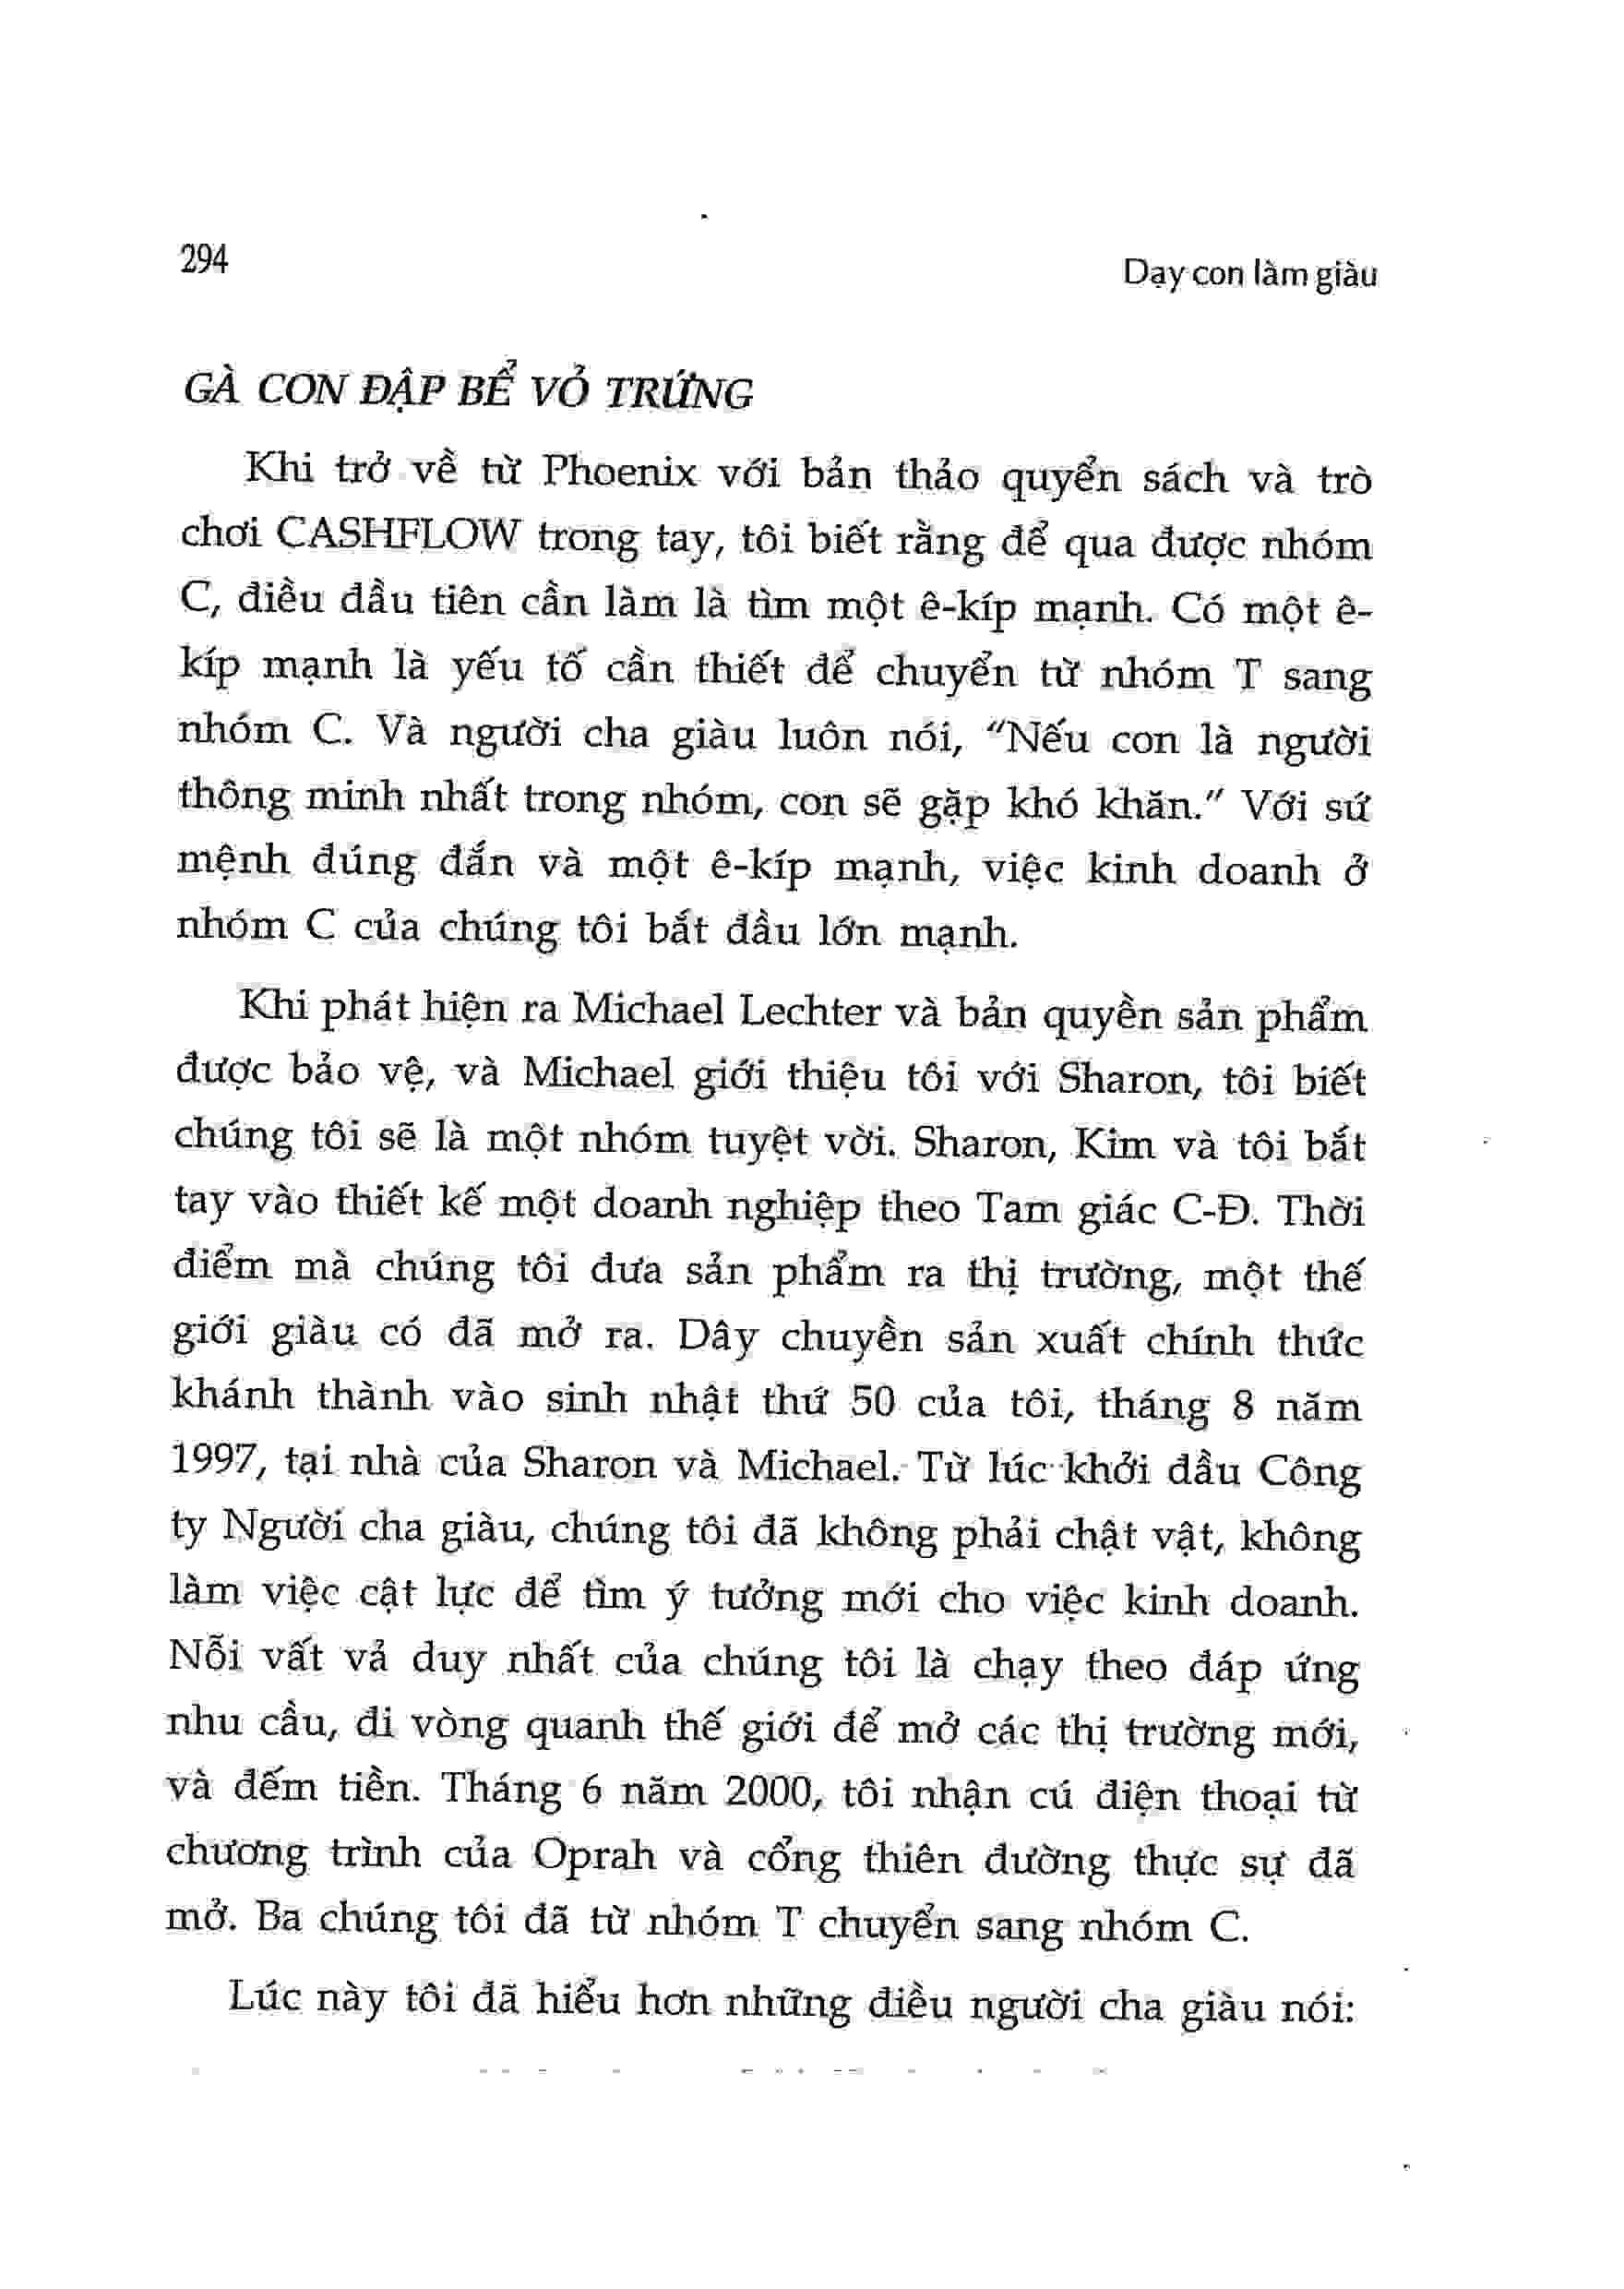 294
Dạy con làm giàu
GÀ CON ĐẬP BỂ VỎ TRỨNG
Khi trở về từ Phoenix với bản thảo quyển sách và trò
chơi CASHFLOW trong tay, tôi biết rằng để qua được nhóm
C, điều đầu tiên cần làm là tìm một ê-kíp mạnh. Có một ê-
kíp mạnh là yếu tố cần thiết để chuyển từ nhóm T sang
nhóm C. Và người cha giàu luôn nói, "Nếu con là người
thông minh nhất trong nhóm, con sẽ gặp khó khăn." Với sứ
mệnh đúng đắn và một ê-kíp mạnh, việc kinh doanh ở
nhóm C của chúng tôi bắt đầu lớn mạnh.
Khi phát hiện ra Michael Lechter và bản quyền sản phẩm
được bảo vệ, và Michael giới thiệu tôi với Sharon, tôi biết
chúng tôi sẽ là một nhóm tuyệt vời. Sharon, Kim và tôi bắt
tay vào thiết kế một doanh nghiệp theo Tam giác C-Đ. Thời
điểm mà chúng tôi đưa sản phẩm ra thị trường, một thế
giới giàu có đã mở ra. Dây chuyền sản xuất chính thức
khánh thành vào sinh nhật thứ 50 của tôi, tháng 8 năm
1997, tại nhà của Sharon và Michael. Từ lúc khởi đầu Công
ty Người cha giàu, chúng tôi đã không phải chật vật, không
làm việc cật lực để tìm ý tưởng mới cho việc kinh doanh.
Nỗi vất vả duy nhất của chúng tôi là chạy theo đáp ứng
nhu cầu, đi vòng quanh thế giới để mở các thị trường mới,
và đếm tiền. Tháng 6 năm 2000, tôi nhận cú điện thoại từ
chương trình của Oprah và cổng thiên đường thực sự đã
mở. Ba chúng tôi đã từ nhóm T chuyển sang nhóm C.
Lúc này tôi đã hiểu hơn những điều người cha giàu nói: